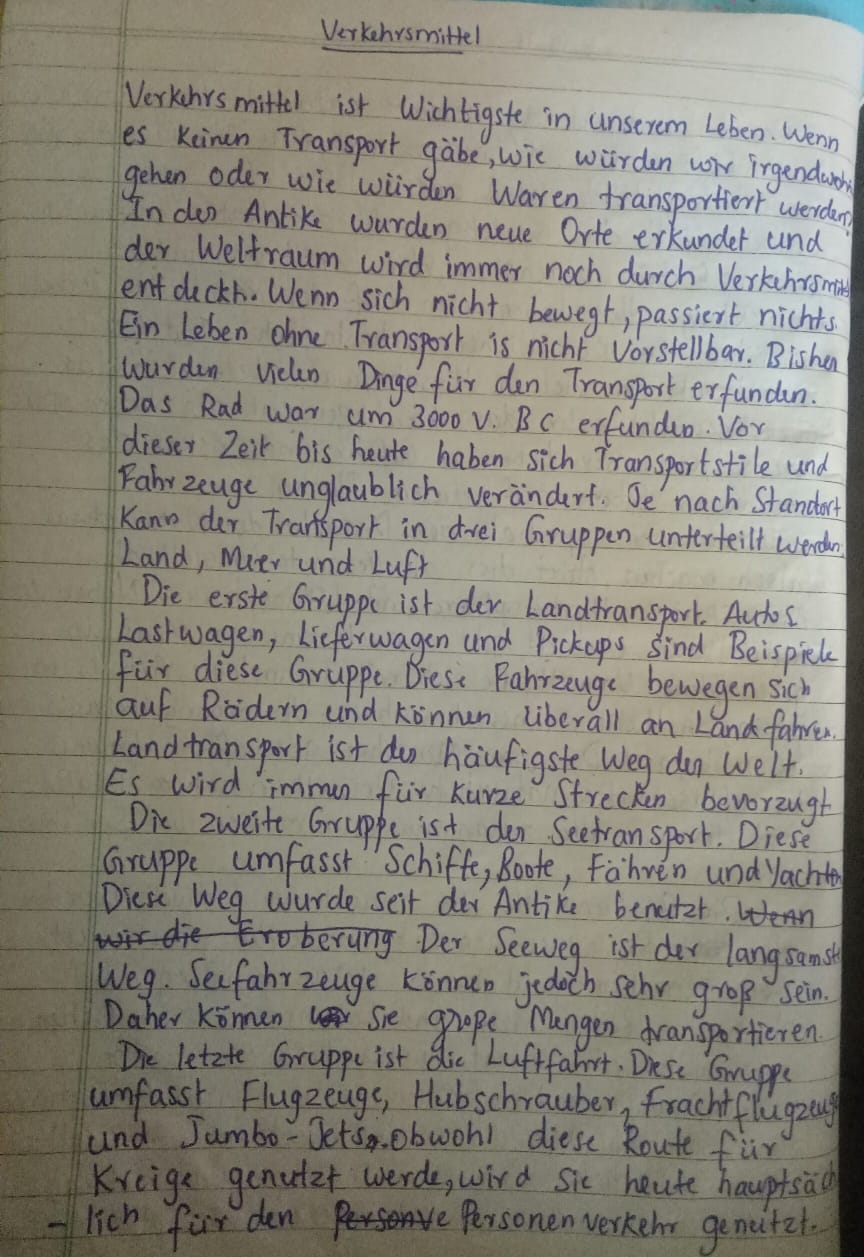 Verkehrsmittel
Verkehrsmittel ist Wichtigste in unserem Leben. Wenn
es keinen Transport gäbe, wie würden wir irgendwohi
gehen oder wie würden Waren transportiert werden?
In der Antike wurden neue Orte erkundet und
der Weltraum wird immer noch durch Verkehrsmittel
entdeckh. Wenn sich nicht bewegt, passiert nichts.
Ein Leben ohne Transport is nicht Vorstellbar. Bisher
wurden vielen Dinge für den Transport erfunden.
Das Rad war um 3000 V. BC erfunden. Vor
dieser Zeit bis heute haben sich Transportstile und
Fahrzeuge unglaublich verändert. Je nach Standort
kann der Transport in drei Gruppen unterteilt werden
Land, Meer und Luft
Die erste Gruppe ist der Landtransport. Autos
Lastwagen, Lieferwagen und Pickups sind Beispiele
für diese Gruppe. Diese Fahrzeuge bewegen sich
auf Rädern und können überall an Land fahren.
Landtransport ist der häufigste Weg der Welt.
Es wird immer für kurze Strecken bevorzugt
Die zweite Gruppe ist der Seetransport. Diese
Gruppe umfasst Schiffe, Boote, Fähren und Yachten
Diese Weg wurde seit der Antike benutzt. Wenn
wir die Eroberung Der Seeweg ist der langsamste
Weg. Seefahrzeuge können jedoch sehr groß sein.
Daher können sie große Mengen transportieren.
Die letzte Gruppe ist die Luftfahrt. Diese Gruppe
umfasst Flugzeuge, Hubschrauber, Frachtflugzeug
und Jumbo-Jets. obwohl diese Route für
Kreige genutzt werde, wird sie heute hauptsäch
- lich für den Personenverkehr genutzt.